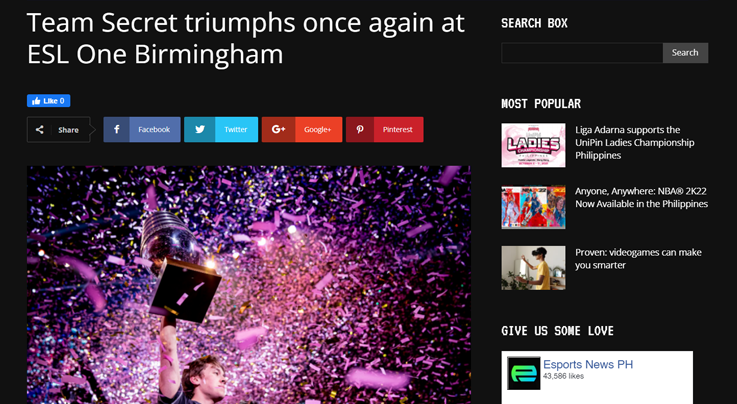 Team Secret triumphs once again at
ESL One Birmingham
Like 0
Share
Facebook
Twitter
Google+
Pinterest
SEARCH BOX
Search
MOST POPULAR
LADIES
CHAMPIONSHIP
Liga Adarna supports the
UniPin Ladies Championship
Philippines
Anyone, Anywhere: NBA® 2K22
Now Available in the Philippines
Proven: videogames can make
you smarter
GIVE US SOME LOVE
Esports News PH
43,586 likes